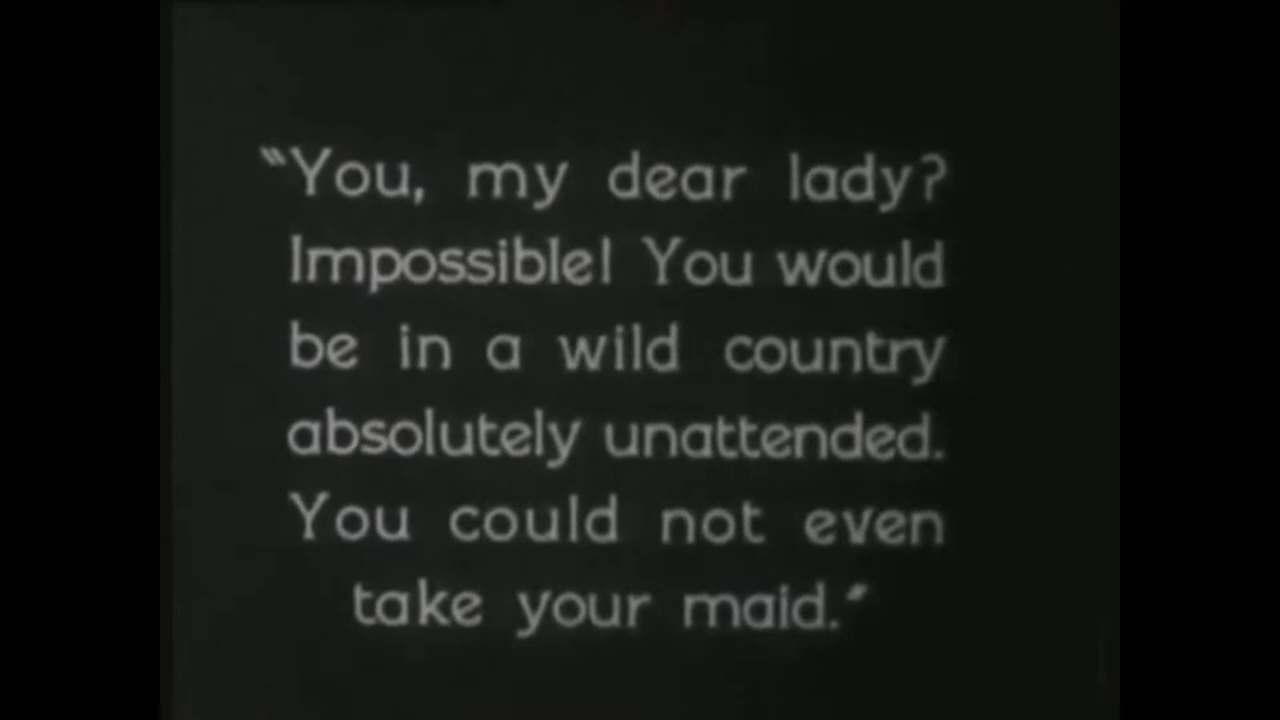 "You, my dear lady?
Impossible! You would
be in a wild country
absolutely unattended.
You could not even
take your maid."